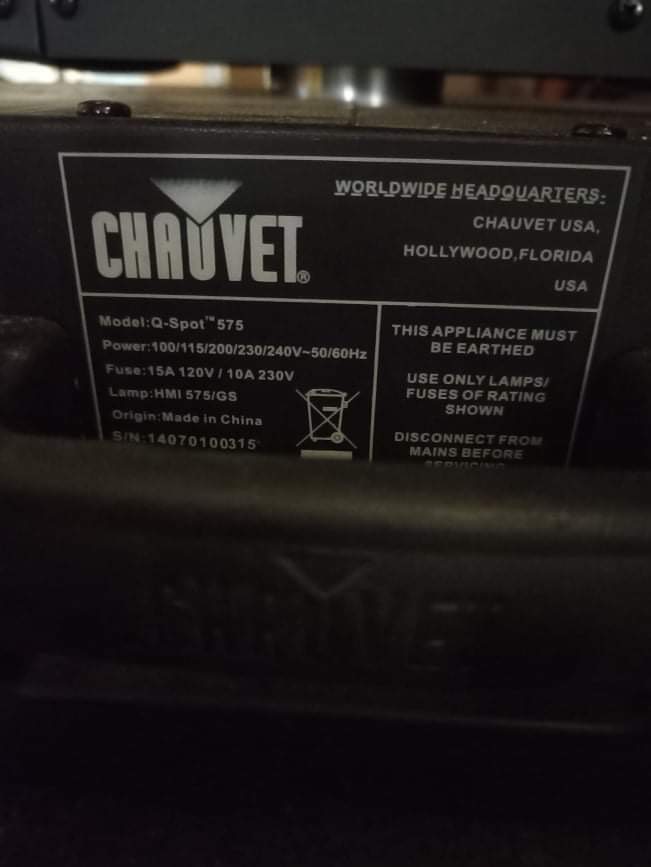 CHAUVET®
WORLDWIDE HEADQUARTERS:
CHAUVET USA,
HOLLYWOOD,FLORIDA
USA
Model:Q-Spot™575
Power:100/115/200/230/240V~50/60Hz
Fuse:15A 120V / 10A 230V
Lamp:HMI 575/GS
Origin:Made in China
S/N:14070100315
THIS APPLIANCE MUST
BE EARTHED
USE ONLY LAMPS/
FUSES OF RATING
SHOWN
DISCONNECT FROM
MAINS BEFORE
SERVICING
CHAUVET